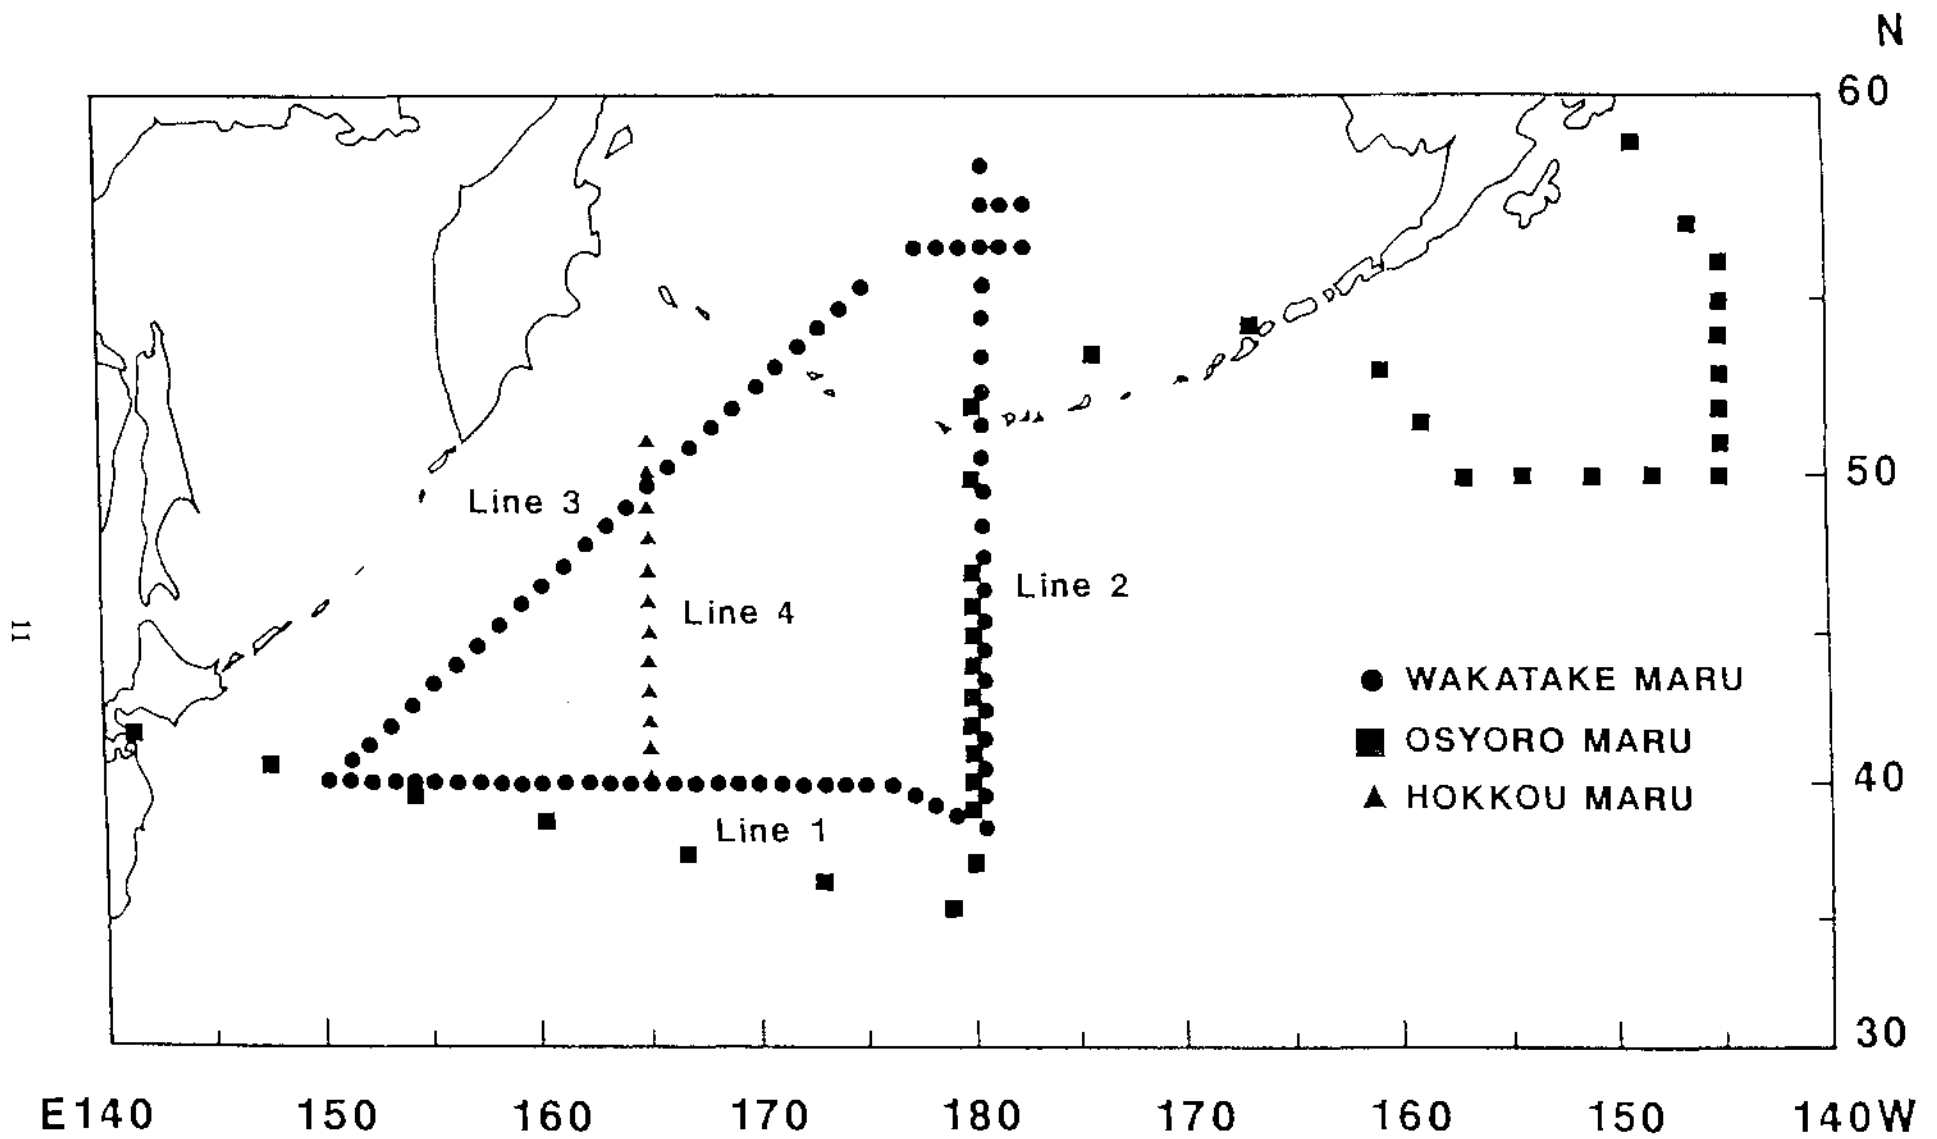 N
60
Line 3
50
Line 4
Line 2
11
WAKATAKE MARU
OSYORO MARU
40
HOKKOU MARU
Line 1
30
E140 150 160 170 180 170 160 150 140W